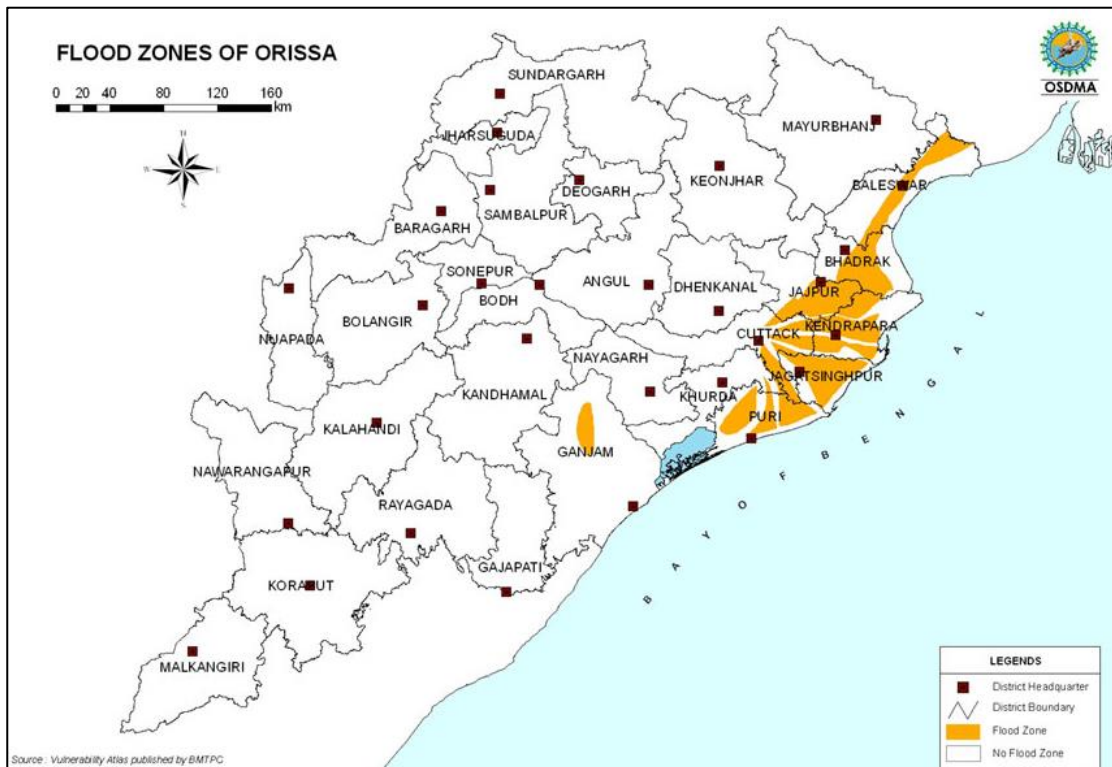 FLOOD ZONES OF ORISSA
0 20 40 80 120 160
km
N
W
S
OSDMA
SUNDARGARH
JHARSUGUDA
MAYURBHANJ
DEOGARH
KEONJHAR
BALESWAR
SAMBALPUR
BARAGARH
BHADRAK
SONEPUR
ANGUL
DHENKANAL
JAJPUR
BODH
BOLANGIR
KENDRAPARA
CUTTACK
NUAPADA
NAYAGARH
JAGATSINGHPUR
KANDHAMAL
KHURDA
PURI
KALAHANDI
GANJAM
NAWARANGAPUR
RAYAGADA
GAJAPATI
KORAPUT
MALKANGIRI
BAY OF BENGAL
LEGENDS
District Headquarter
District Boundary
Flood Zone
No Flood Zone
Source : Vulnerability Atlas published by BMTPC